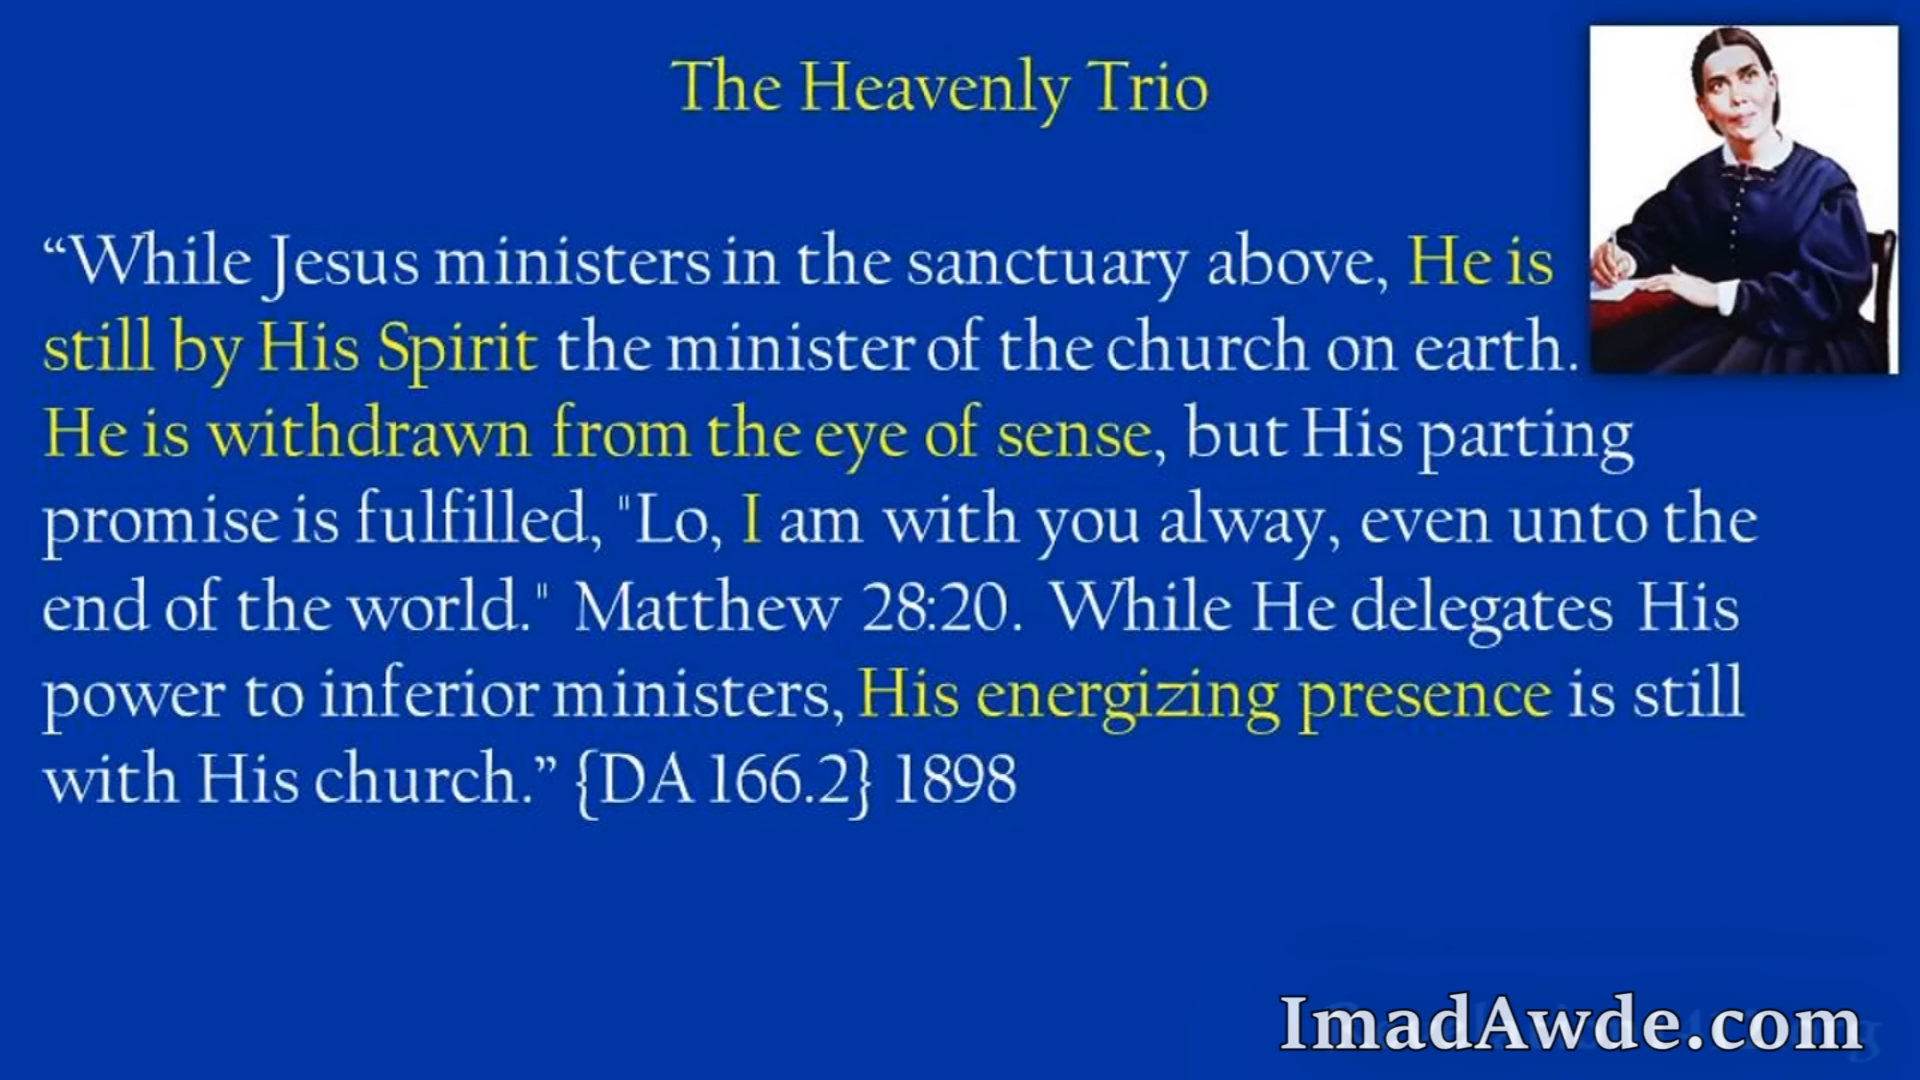 The Heavenly Trio
“While Jesus ministers in the sanctuary above, He is
still by His Spirit the minister of the church on earth.
He is withdrawn from the eye of sense, but His parting
promise is fulfilled, "Lo, I am with you alway, even unto the
end of the world." Matthew 28:20. While He delegates His
power to inferior ministers, His energizing presence is still
with His church.” {DA 166.2} 1898
ImadAwde.com